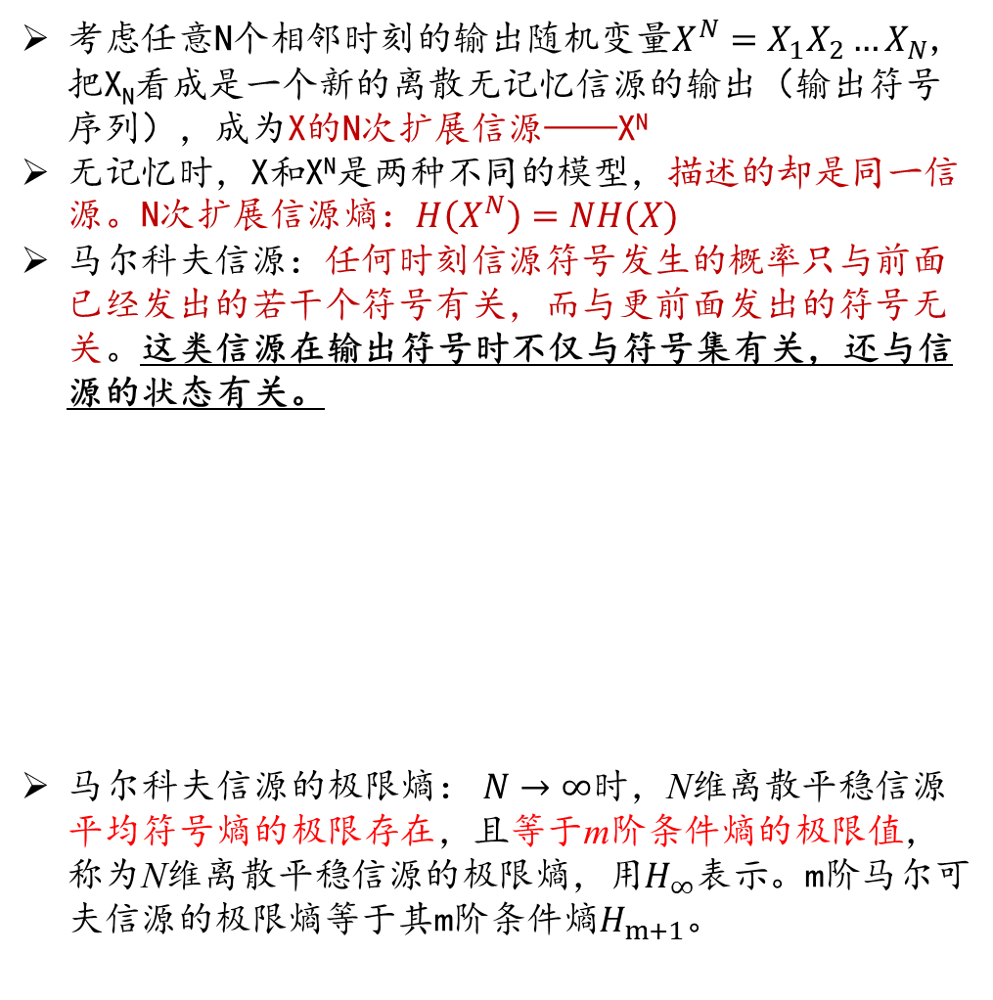 ➢ 考虑任意N个相邻时刻的输出随机变量$X^N = X_1X_2 … X_N$，
把X_N看成是一个新的离散无记忆信源的输出（输出符号
序列），成为X的N次扩展信源——X^N
➢ 无记忆时，X和X^N是两种不同的模型，描述的却是同一信
源。N次扩展信源熵：$H(X^N) = NH(X)$
➢ 马尔科夫信源：任何时刻信源符号发生的概率只与前面
已经发出的若干个符号有关，而与更前面发出的符号无
关。这类信源在输出符号时不仅与符号集有关，还与信
源的状态有关。
➢ 马尔科夫信源的极限熵： $N → ∞$时，N维离散平稳信源
平均符号熵的极限存在，且等于m阶条件熵的极限值，
称为N维离散平稳信源的极限熵，用$H_∞$表示。m阶马尔可
夫信源的极限熵等于其m阶条件熵$H_{m+1}$。